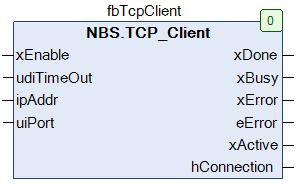 fbTcpClient
0
NBS.TCP_Client
xEnable xDone
udiTimeOut xBusy
ipAddr xError
uiPort eError
xActive
hConnection